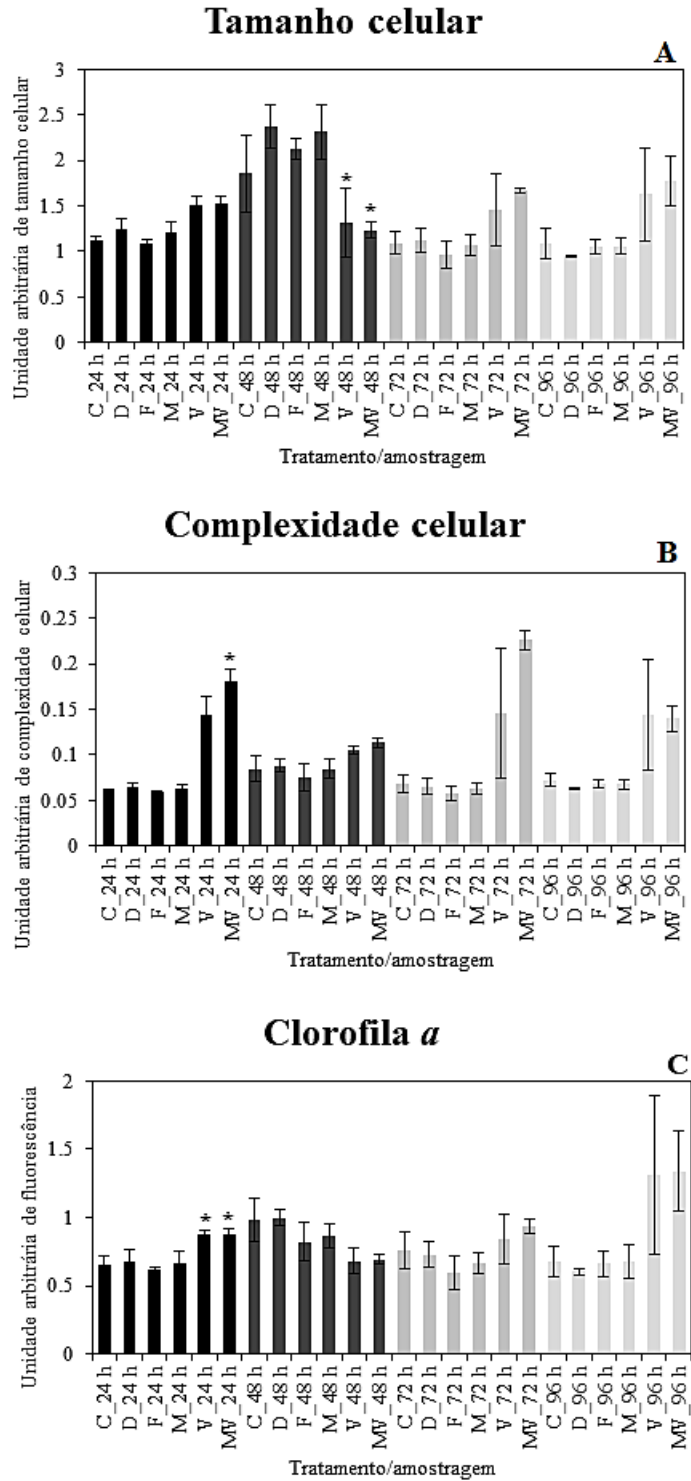 Tamanho celular
A
Unidade arbitrária de tamanho celular
3
2.5
2
1.5
1
0.5
0
* *
C_24 h D_24 h F_24 h M_24 h V_24 h MV_24 h C_48 h D_48 h F_48 h M_48 h V_48 h MV_48 h C_72 h D_72 h F_72 h M_72 h V_72 h MV_72 h C_96 h D_96 h F_96 h M_96 h V_96 h MV_96 h
Tratamento/amostragem
Complexidade celular
B
Unidade arbitrária de complexidade celular
0.3
0.25
0.2
0.15
0.1
0.05
0
*
C_24 h D_24 h F_24 h M_24 h V_24 h MV_24 h C_48 h D_48 h F_48 h M_48 h V_48 h MV_48 h C_72 h D_72 h F_72 h M_72 h V_72 h MV_72 h C_96 h D_96 h F_96 h M_96 h V_96 h MV_96 h
Tratamento/amostragem
Clorofila a
C
Unidade arbitrária de fluorescência
2
1.5
1
0.5
0
* *
C_24 h D_24 h F_24 h M_24 h V_24 h MV_24 h C_48 h D_48 h F_48 h M_48 h V_48 h MV_48 h C_72 h D_72 h F_72 h M_72 h V_72 h MV_72 h C_96 h D_96 h F_96 h M_96 h V_96 h MV_96 h
Tratamento/amostragem